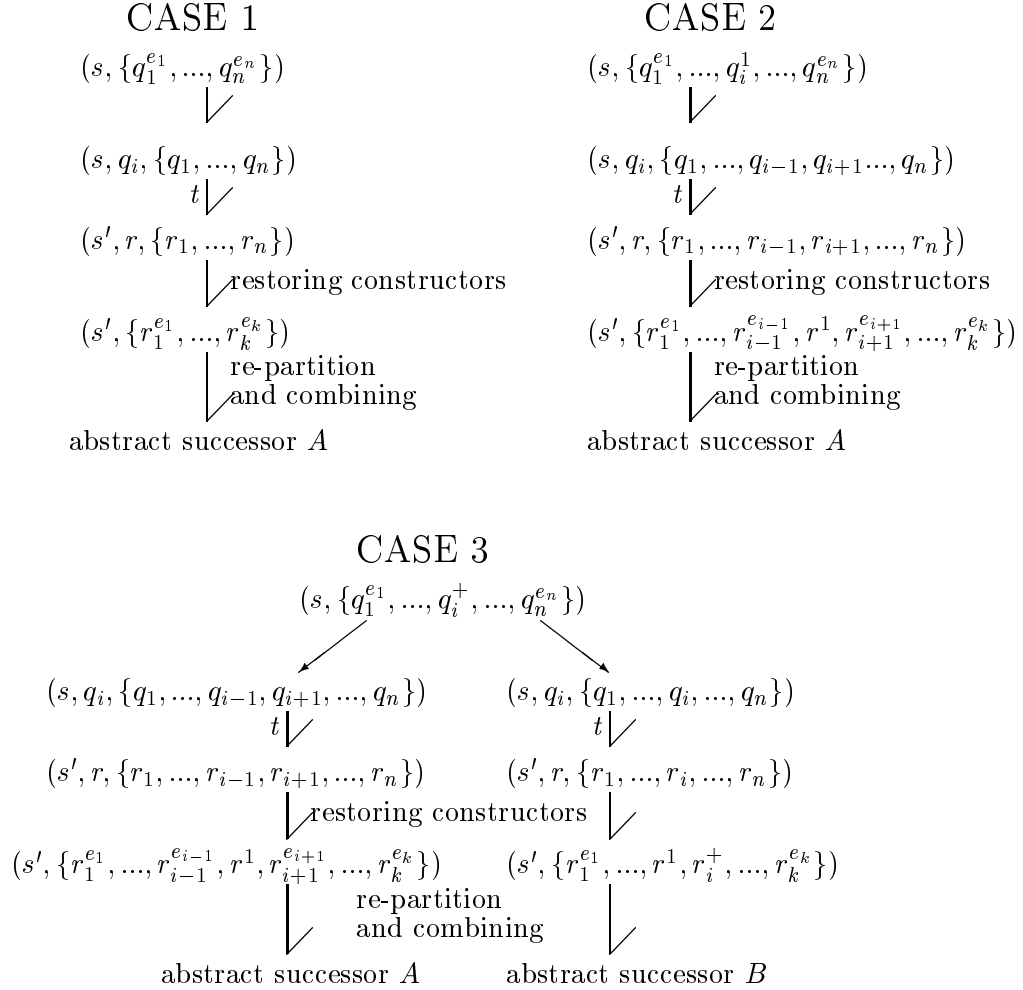 CASE 1
(s, {q_1^{e_1}, ..., q_n^{e_n}})
(s, q_i, {q_1, ..., q_n})
t
(s', r, {r_1, ..., r_n})
restoring constructors
(s', {r_1^{e_1}, ..., r_k^{e_k}})
re-partition
and combining
abstract successor A
CASE 2
(s, {q_1^{e_1}, ..., q_i^1, ..., q_n^{e_n}})
(s, q_i, {q_1, ..., q_{i-1}, q_{i+1}..., q_n})
t
(s', r, {r_1, ..., r_{i-1}, r_{i+1}, ..., r_n})
restoring constructors
(s', {r_1^{e_1}, ..., r_{i-1}^{e_{i-1}}, r^1, r_{i+1}^{e_{i+1}}, ..., r_k^{e_k}})
re-partition
and combining
abstract successor A
CASE 3
(s, {q_1^{e_1}, ..., q_i^+, ..., q_n^{e_n}})
(s, q_i, {q_1, ..., q_{i-1}, q_{i+1}, ..., q_n})
(s, q_i, {q_1, ..., q_i, ..., q_n})
t
t
(s', r, {r_1, ..., r_{i-1}, r_{i+1}, ..., r_n})
(s', r, {r_1, ..., r_i, ..., r_n})
restoring constructors
(s', {r_1^{e_1}, ..., r_{i-1}^{e_{i-1}}, r^1, r_{i+1}^{e_{i+1}}, ..., r_k^{e_k}})
(s', {r_1^{e_1}, ..., r^1, r_i^+, ..., r_k^{e_k}})
re-partition
and combining
abstract successor A
abstract successor B